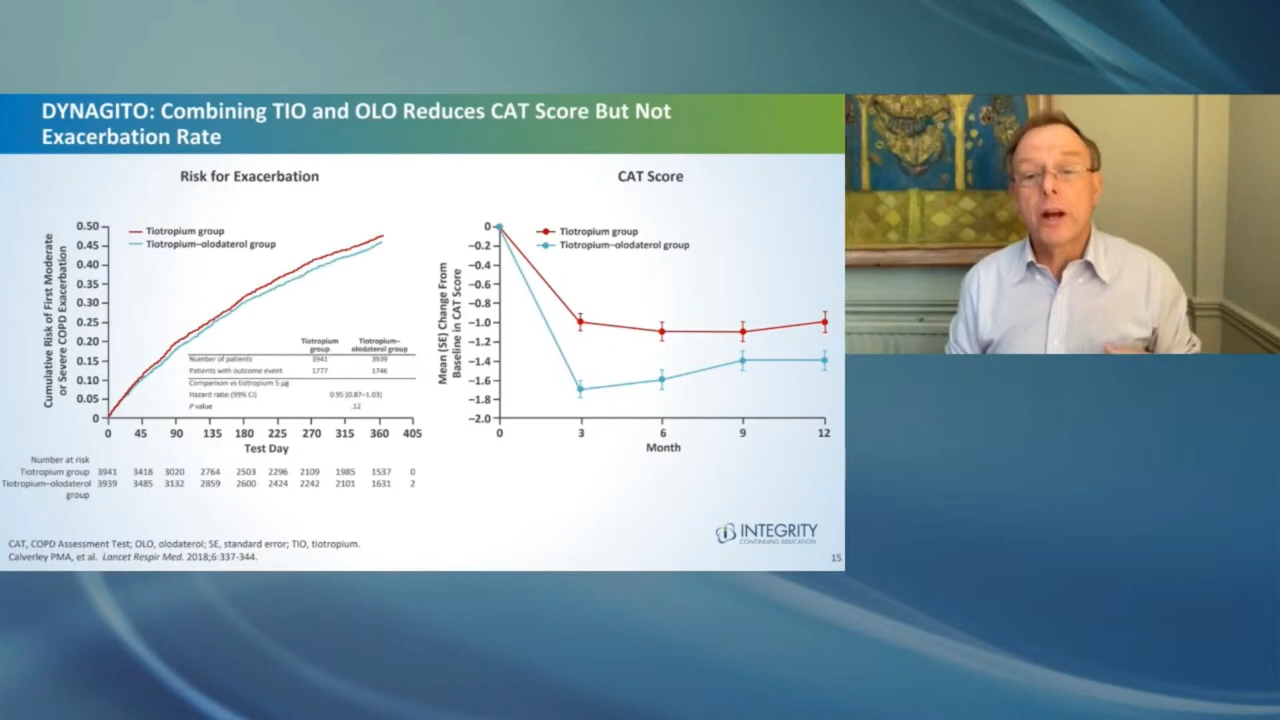 DYNAGITO: Combining TIO and OLO Reduces CAT Score But Not
Exacerbation Rate
Risk for Exacerbation
Cumulative Risk of First Moderate
or Severe COPD Exacerbation
0.50
0.45
0.40
0.35
0.30
0.25
0.20
0.15
0.10
0.05
0
Tiotropium group
Tiotropium–olodaterol group
Tiotropium group
Tiotropium–olodaterol group
Number of patients 3941 3939
Patients with outcome event 1777 1746
Comparison vs tiotropium 5 µg
Hazard ratio (99% CI) 0.95 (0.87–1.03)
P value .12
0 45 90 135 180 225 270 315 360 405
Test Day
Number at risk
Tiotropium group 3941 3418 3020 2764 2503 2296 2109 1985 1537 0
Tiotropium–olodaterol group 3939 3485 3132 2859 2600 2424 2242 2101 1631 2
CAT Score
Mean (SE) Change From
Baseline in CAT Score
0
–0.2
–0.4
–0.6
–0.8
–1.0
–1.2
–1.4
–1.6
–1.8
–2.0
Tiotropium group
Tiotropium–olodaterol group
0 3 6 9 12
Month
CAT, COPD Assessment Test; OLO, olodaterol; SE, standard error; TIO, tiotropium.
Calverley PMA, et al. Lancet Respir Med. 2018;6:337-344.
INTEGRITY
CONTINUING EDUCATION
15